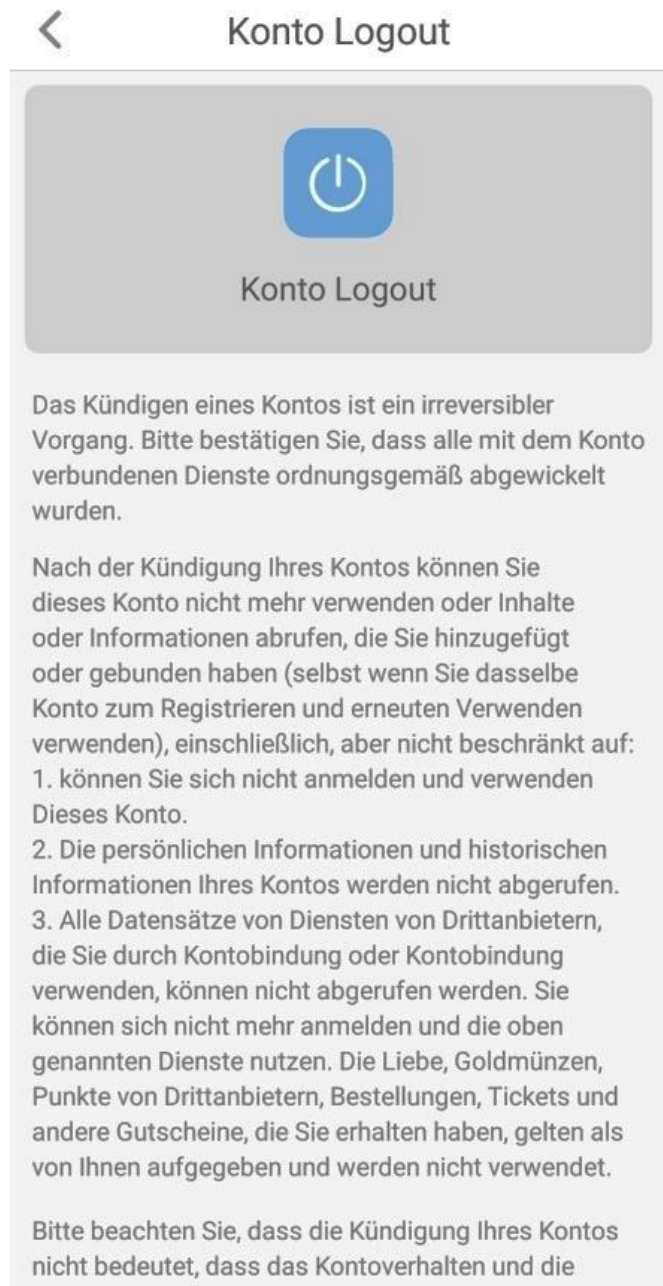 Konto Logout
Konto Logout
Das Kündigen eines Kontos ist ein irreversibler
Vorgang. Bitte bestätigen Sie, dass alle mit dem Konto
verbundenen Dienste ordnungsgemäß abgewickelt
wurden.
Nach der Kündigung Ihres Kontos können Sie
dieses Konto nicht mehr verwenden oder Inhalte
oder Informationen abrufen, die Sie hinzugefügt
oder gebunden haben (selbst wenn Sie dasselbe
Konto zum Registrieren und erneuten Verwenden
verwenden), einschließlich, aber nicht beschränkt auf:
1. können Sie sich nicht anmelden und verwenden
Dieses Konto.
2. Die persönlichen Informationen und historischen
Informationen Ihres Kontos werden nicht abgerufen.
3. Alle Datensätze von Diensten von Drittanbietern,
die Sie durch Kontobindung oder Kontobindung
verwenden, können nicht abgerufen werden. Sie
können sich nicht mehr anmelden und die oben
genannten Dienste nutzen. Die Liebe, Goldmünzen,
Punkte von Drittanbietern, Bestellungen, Tickets und
andere Gutscheine, die Sie erhalten haben, gelten als
von Ihnen aufgegeben und werden nicht verwendet.
Bitte beachten Sie, dass die Kündigung Ihres Kontos
nicht bedeutet, dass das Kontoverhalten und die